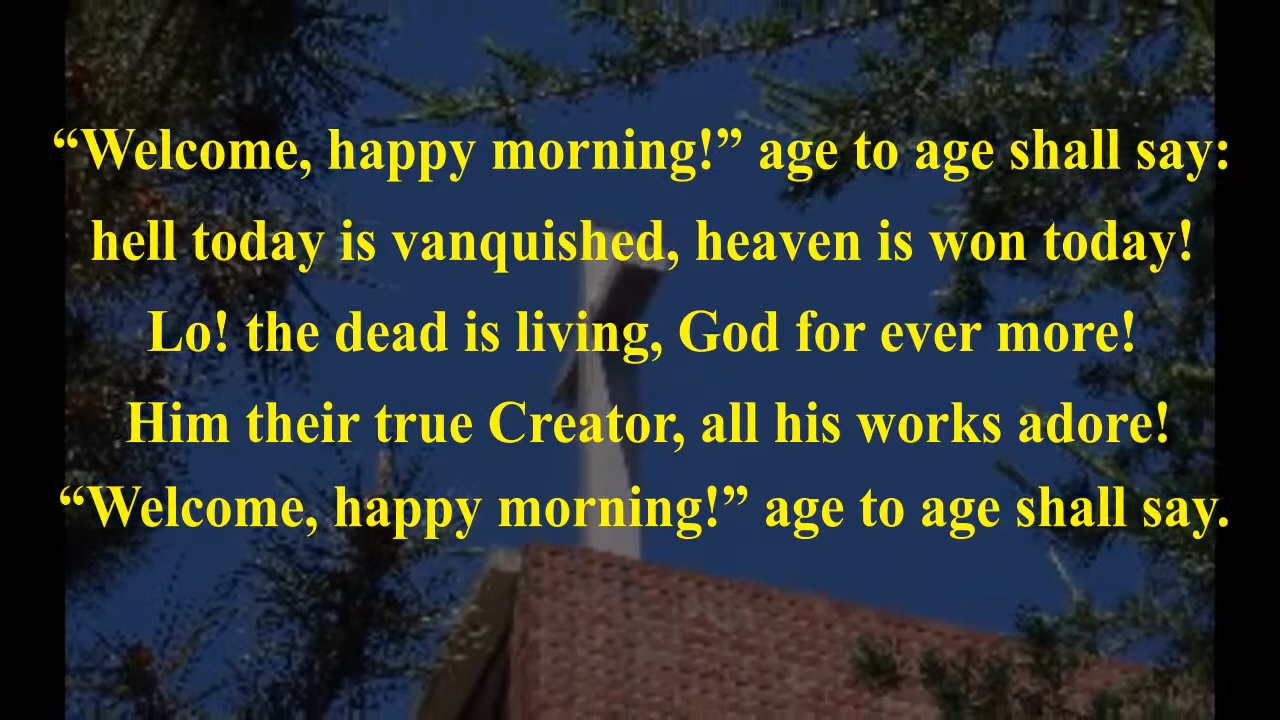 “Welcome, happy morning!” age to age shall say:
hell today is vanquished, heaven is won today!
Lo! the dead is living, God for ever more!
Him their true Creator, all his works adore!
“Welcome, happy morning!” age to age shall say.